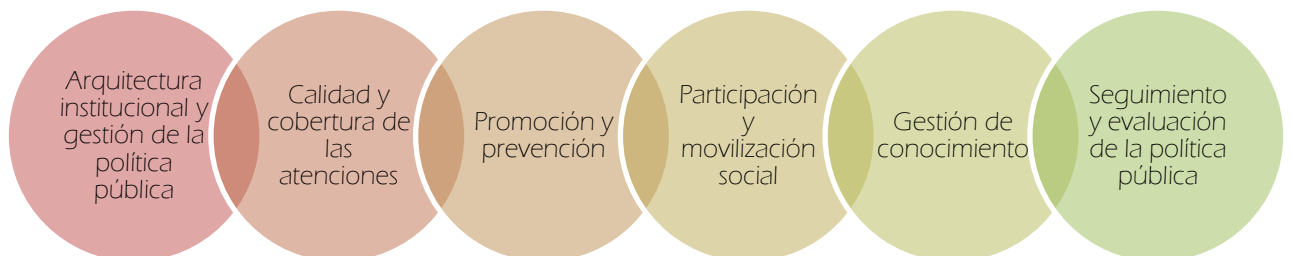 Arquitectura
institucional y
gestión de la
política
pública
Calidad y
cobertura de
las
atenciones
Promoción y
prevención
Participación
y
movilización
social
Gestión de
conocimiento
Seguimiento
y evaluación
de la política
pública